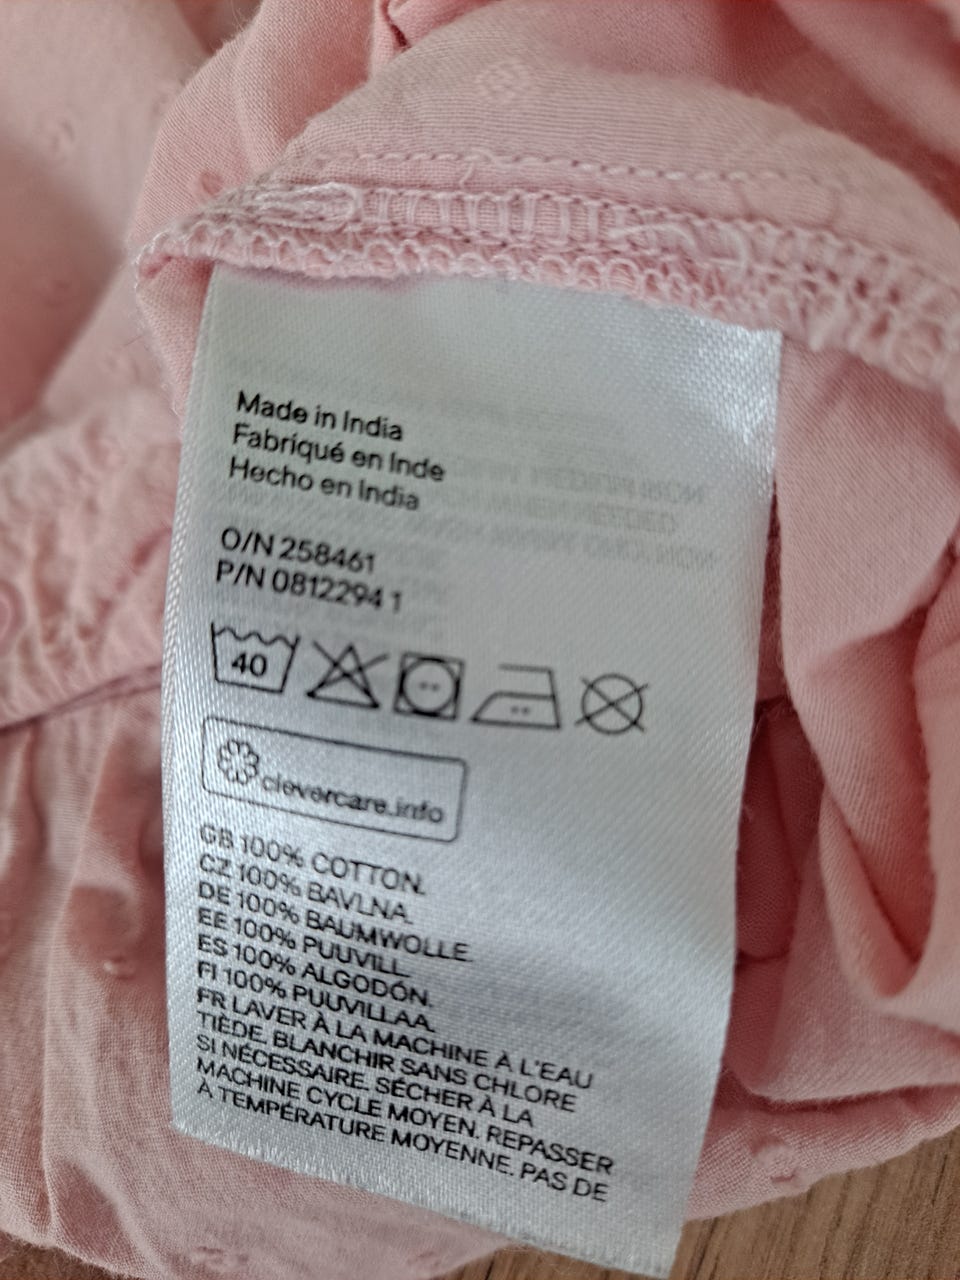 Made in India
Fabriqué en Inde
Hecho en India
O/N 258461
P/N 0812294 1
40
clevercare.info
GB 100% COTTON.
CZ 100% BAVLNA.
DE 100% BAUMWOLLE.
EE 100% PUUVILL
ES 100% ALGODÓN.
FI 100% PUUVILLAA.
FR LAVER À LA MACHINE À L'EAU
TIÈDE. BLANCHIR SANS CHLORE
SI NÉCESSAIRE. SÉCHER À LA
MACHINE CYCLE MOYEN. REPASSER
À TEMPÉRATURE MOYENNE. PAS DE